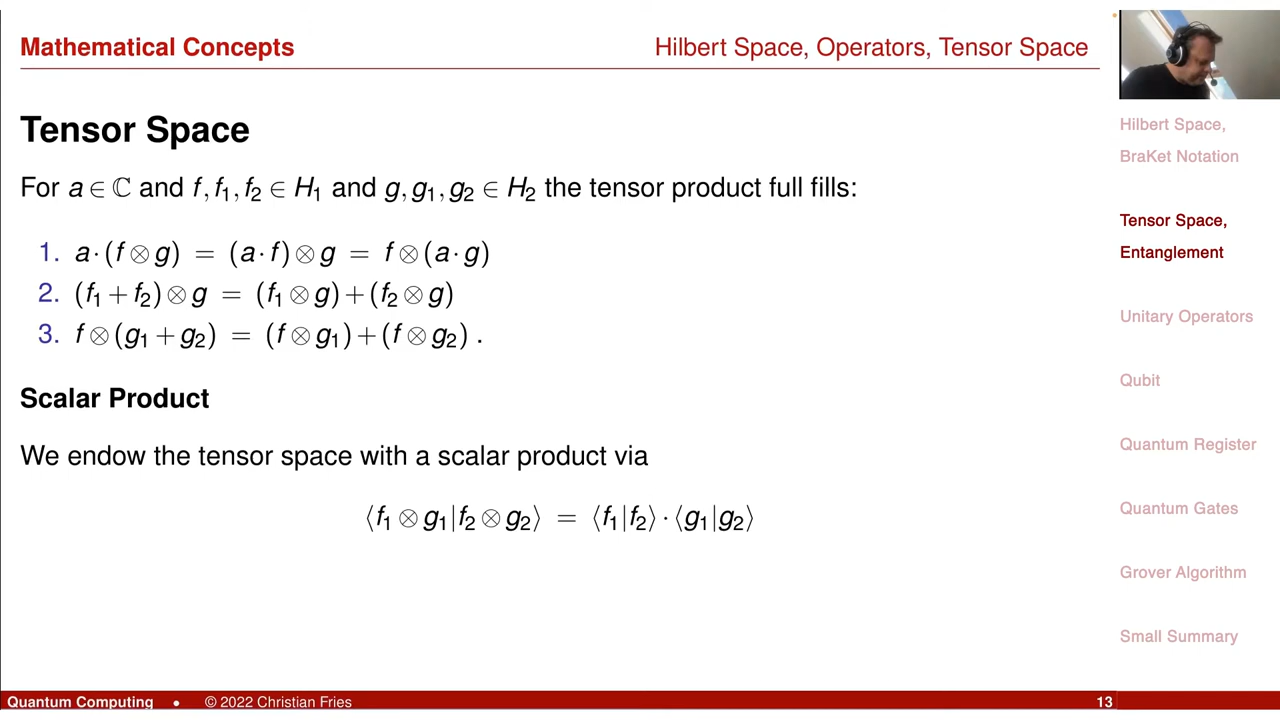 Mathematical Concepts
Hilbert Space, Operators, Tensor Space
Tensor Space
For a ∈ ℂ and f, f₁, f₂ ∈ H₁ and g, g₁, g₂ ∈ H₂ the tensor product full fills:
1. a · (f ⊗ g) = (a · f) ⊗ g = f ⊗ (a · g)
2. (f₁ + f₂) ⊗ g = (f₁ ⊗ g) + (f₂ ⊗ g)
3. f ⊗ (g₁ + g₂) = (f ⊗ g₁) + (f ⊗ g₂) .
Scalar Product
We endow the tensor space with a scalar product via
⟨f₁ ⊗ g₁|f₂ ⊗ g₂⟩ = ⟨f₁|f₂⟩ · ⟨g₁|g₂⟩
Hilbert Space,
BraKet Notation
Tensor Space,
Entanglement
Unitary Operators
Qubit
Quantum Register
Quantum Gates
Grover Algorithm
Small Summary
Quantum Computing • © 2022 Christian Fries 13